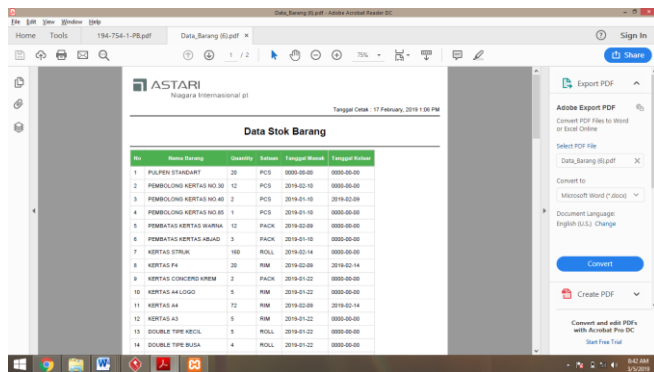 Data_Barang (6).pdf - Adobe Acrobat Reader DC
File Edit View Window Help
Home Tools 194-754-1-PB.pdf Data_Barang (6).pdf × Sign In
1 / 2 75% Share
ASTARI
Niagara Internasional pt
Tanggal Cetak : 17 February, 2019 1:06 PM
Data Stok Barang
No Nama Barang Quantity Satuan Tanggal Masuk Tanggal Keluar
1 PULPEN STANDART 20 PCS 0000-00-00 0000-00-00
2 PEMBOLONG KERTAS NO.30 12 PCS 2019-02-10 0000-00-00
3 PEMBOLONG KERTAS NO.40 2 PCS 2019-01-10 2019-02-09
4 PEMBOLONG KERTAS NO.85 1 PCS 2019-01-10 0000-00-00
5 PEMBATAS KERTAS WARNA 12 PACK 2019-02-09 0000-00-00
6 PEMBATAS KERTAS ABJAD 3 PACK 2019-01-10 0000-00-00
7 KERTAS STRUK 160 ROLL 2019-02-14 0000-00-00
8 KERTAS F4 20 RIM 2019-02-09 2019-02-14
9 KERTAS CONCERD KREM 2 PACK 2019-01-22 0000-00-00
10 KERTAS A4 LOGO 5 RIM 2019-01-22 0000-00-00
11 KERTAS A4 72 RIM 2019-02-09 2019-02-14
12 KERTAS A3 5 RIM 2019-01-22 0000-00-00
13 DOUBLE TIPE KECIL 5 ROLL 2019-01-22 0000-00-00
14 DOUBLE TIPE BUSA 4 ROLL 2019-01-22 0000-00-00
Export PDF
Adobe Export PDF
Convert PDF Files to Word
or Excel Online
Select PDF File
Data_Barang (6).pdf ×
Convert to
Microsoft Word (*.docx)
Document Language:
English (U.S.) Change
Convert
Create PDF
Convert and edit PDFs
with Acrobat Pro DC
Start Free Trial
8:42 AM
3/5/2019